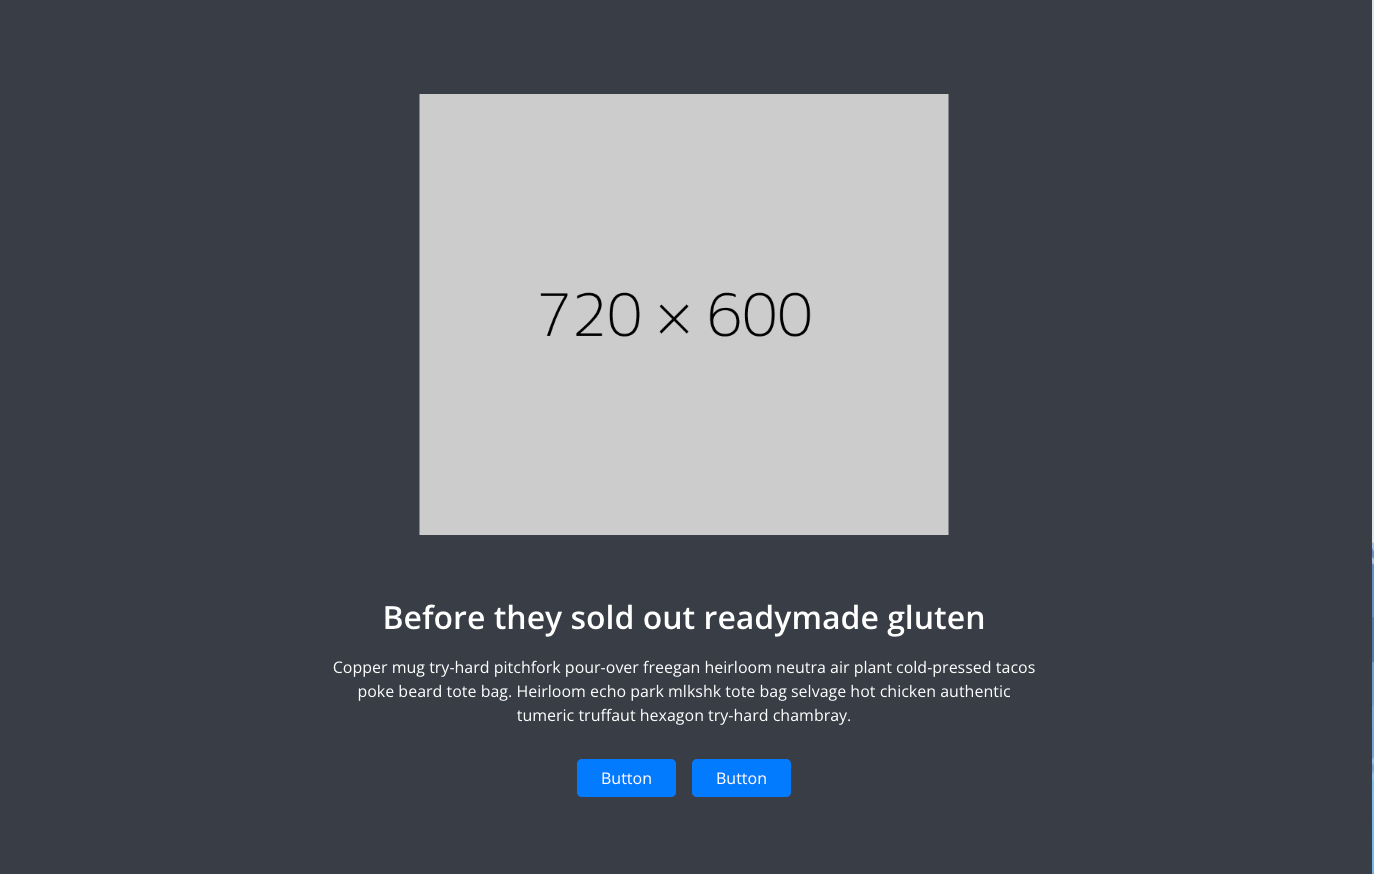 720 × 600
Before they sold out readymade gluten
Copper mug try-hard pitchfork pour-over freegan heirloom neutra air plant cold-pressed tacos
poke beard tote bag. Heirloom echo park mlkshk tote bag selvage hot chicken authentic
tumeric truffaut hexagon try-hard chambray.
Button Button